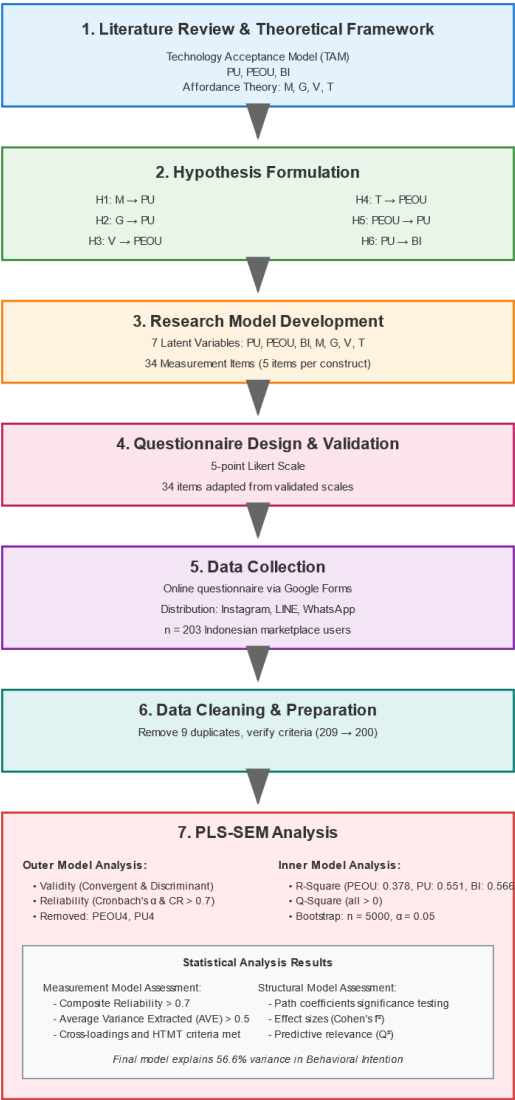 1. Literature Review & Theoretical Framework
Technology Acceptance Model (TAM)
PU, PEOU, BI
Affordance Theory: M, G, V, T
2. Hypothesis Formulation
H1: M → PU
H2: G → PU
H3: V → PEOU
H4: T → PEOU
H5: PEOU → PU
H6: PU → BI
3. Research Model Development
7 Latent Variables: PU, PEOU, BI, M, G, V, T
34 Measurement Items (5 items per construct)
4. Questionnaire Design & Validation
5-point Likert Scale
34 items adapted from validated scales
5. Data Collection
Online questionnaire via Google Forms
Distribution: Instagram, LINE, WhatsApp
n = 203 Indonesian marketplace users
6. Data Cleaning & Preparation
Remove 9 duplicates, verify criteria (209 → 200)
7. PLS-SEM Analysis
Outer Model Analysis:
• Validity (Convergent & Discriminant)
• Reliability (Cronbach's α & CR > 0.7)
• Removed: PEOU4, PU4
Inner Model Analysis:
• R-Square (PEOU: 0.378, PU: 0.551, BI: 0.566
• Q-Square (all > 0)
• Bootstrap: n = 5000, α = 0.05
Statistical Analysis Results
Measurement Model Assessment:
- Composite Reliability > 0.7
- Average Variance Extracted (AVE) > 0.5
- Cross-loadings and HTMT criteria met
Structural Model Assessment:
- Path coefficients significance testing
- Effect sizes (Cohen's f²)
- Predictive relevance (Q²)
Final model explains 56.6% variance in Behavioral Intention